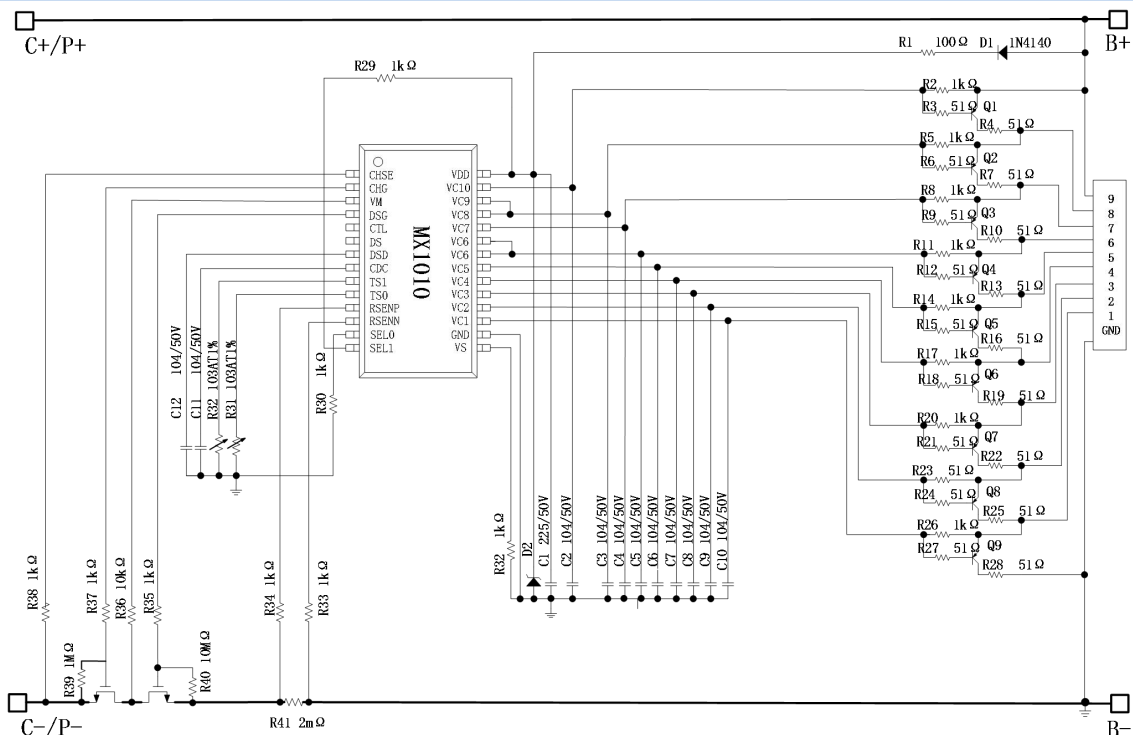 C+/P+
B+
R1 100Ω D1 1N4140
R29 1kΩ
R2 1kΩ
R3 51Ω Q1
R4 51Ω
R5 1kΩ
R6 51Ω Q2
R7 51Ω
R8 1kΩ
R9 51Ω Q3
R10 51Ω
R11 1kΩ
R12 51Ω Q4
R13 51Ω
R14 1kΩ
R15 51Ω Q5
R16 51Ω
R17 1kΩ
R18 51Ω Q6
R19 51Ω
R20 1kΩ
R21 51Ω Q7
R22 51Ω
R23 51Ω
R24 51Ω Q8
R25 51Ω
R26 1kΩ
R27 51Ω Q9
R28 51Ω
9
8
7
6
5
4
3
2
1
GND
MX1010
CHSE VDD
CHG VC10
VM VC9
DSG VC8
CTL VC7
DS VC6
DSD VC6
CDC VC5
TS1 VC4
TS0 VC3
RSENP VC2
RSENN VC1
SEL0 GND
SEL1 VS
C12 104/50V
C11 104/50V
R32 103AT1%
R31 103AT1%
R30 1kΩ
R32 1kΩ
D2
C1 225/50V
C2 104/50V
C3 104/50V
C4 104/50V
C5 104/50V
C6 104/50V
C7 104/50V
C8 104/50V
C9 104/50V
C10 104/50V
R38 1kΩ
R37 1kΩ
R36 10kΩ
R35 1kΩ
R34 1kΩ
R33 1kΩ
R39 1MΩ
R40 10MΩ
R41 2mΩ
C-/P-
B-